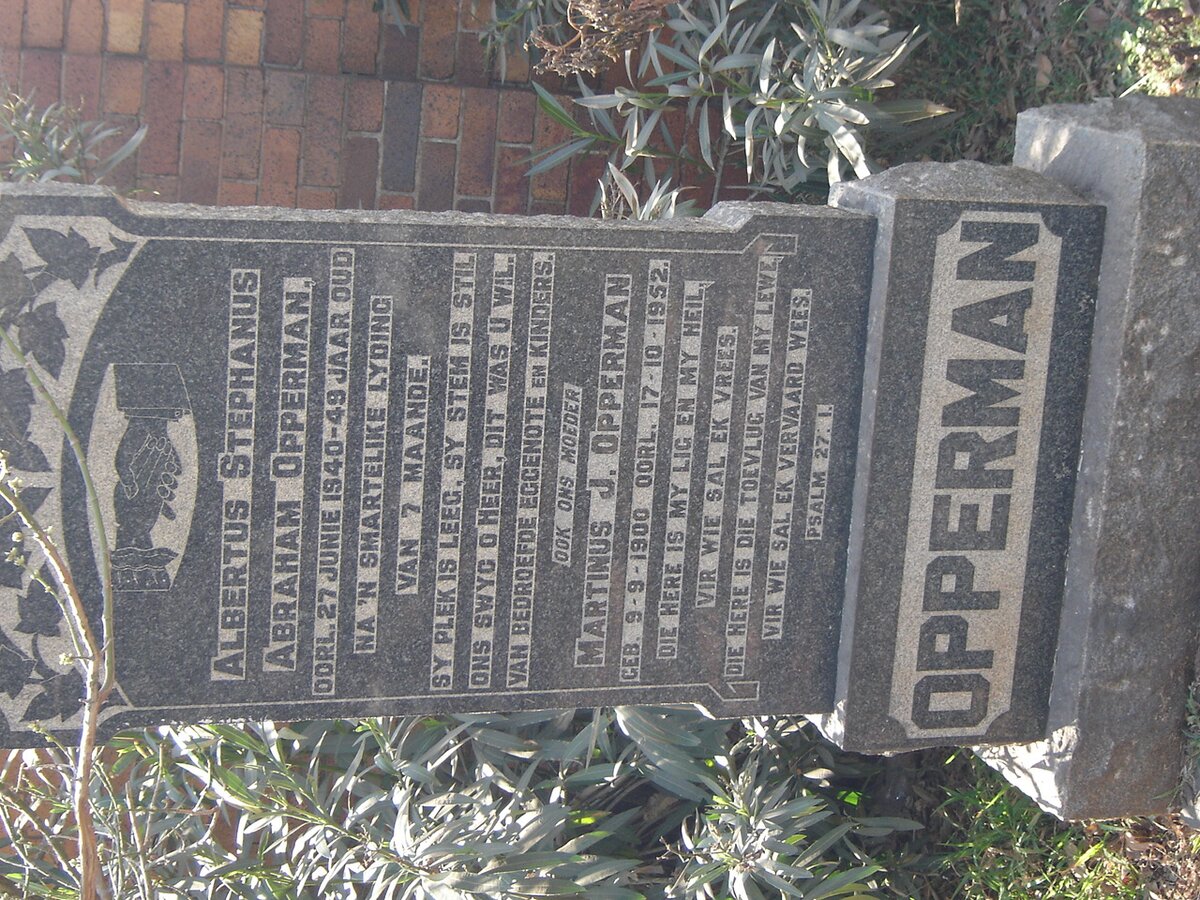 ALBERTUS STEPHANUS
ABRAHAM OPPERMAN,
OORL. 27 JUNIE 1940-49 JAAR OUD
NA 'N SMARTELIKE LYDING
VAN 7 MAANDE.
SY PLEK IS LEEG, SY STEM IS STIL
ONS SWYG O HEER, DIT WAS U WIL.
VAN BEDROEFDE EGGENOTE EN KINDERS.
OOK ONS MOEDER
MARTINUS J. OPPERMAN
GEB 9-9-1900 OORL. 17-10-1952.
DIE HERE IS MY LIG EN MY HEIL,
VIR WIE SAL EK VREES.
DIE HERE IS DIE TOEVLUG VAN MY LEWE,
VIR WIE SAL EK VERVAARD WEES.
PSALM 27.1.
OPPERMAN